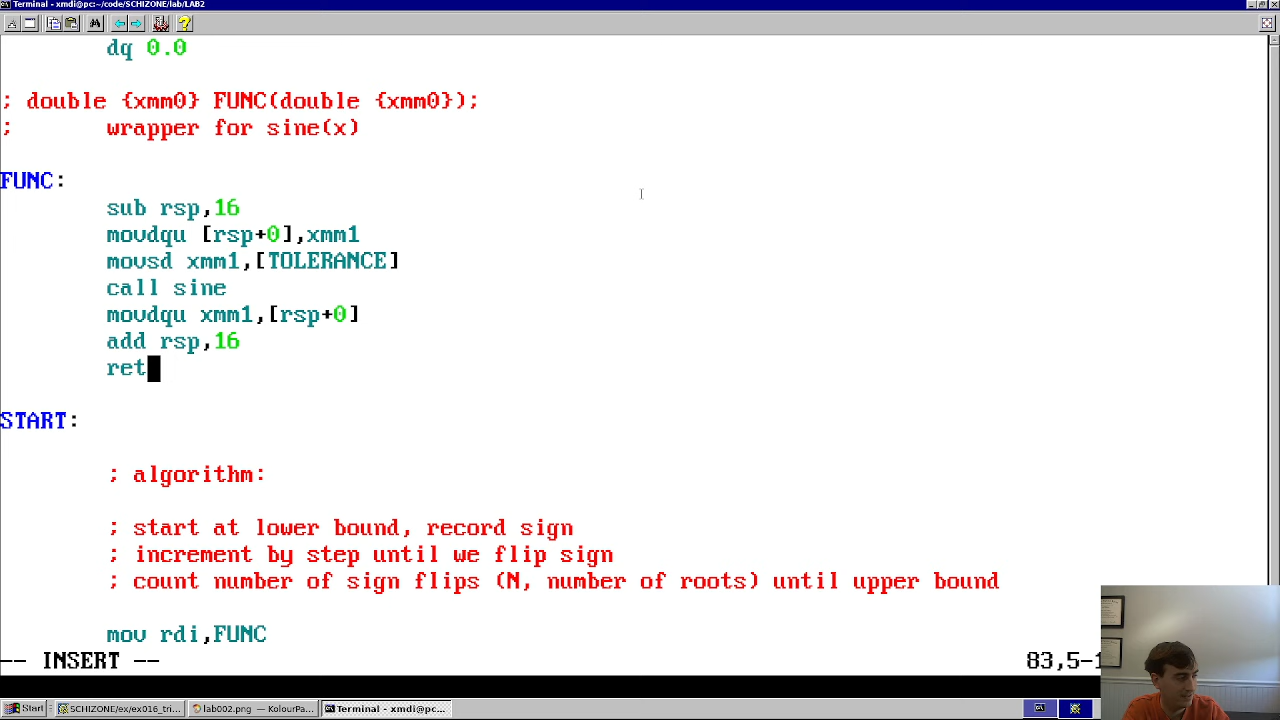 Terminal - xmdi@pc:~/code/SCHIZONE/lab/LAB2
dq 0.0
; double {xmm0} FUNC(double {xmm0});
; wrapper for sine(x)
FUNC:
sub rsp,16
movdqu [rsp+0],xmm1
movsd xmm1,[TOLERANCE]
call sine
movdqu xmm1,[rsp+0]
add rsp,16
ret
START:
; algorithm:
; start at lower bound, record sign
; increment by step until we flip sign
; count number of sign flips (N, number of roots) until upper bound
mov rdi,FUNC
-- INSERT --
83,5-1
Start
SCHIZONE/ex/ex016_tri...
lab002.png — KolourPa...
Terminal - xmdi@pc:~/...